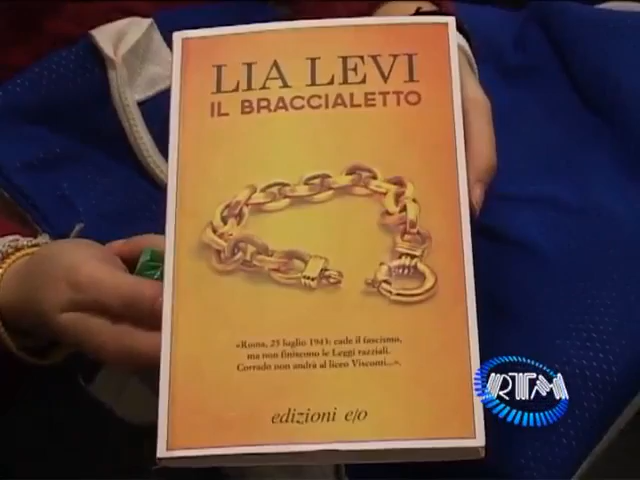 LIA LEVI
IL BRACCIALETTO
«Roma, 25 luglio 1943: cade il fascismo,
ma non finiscono le Leggi razziali.
Corrado non andrà al liceo Visconti...».
edizioni e/o
RTM